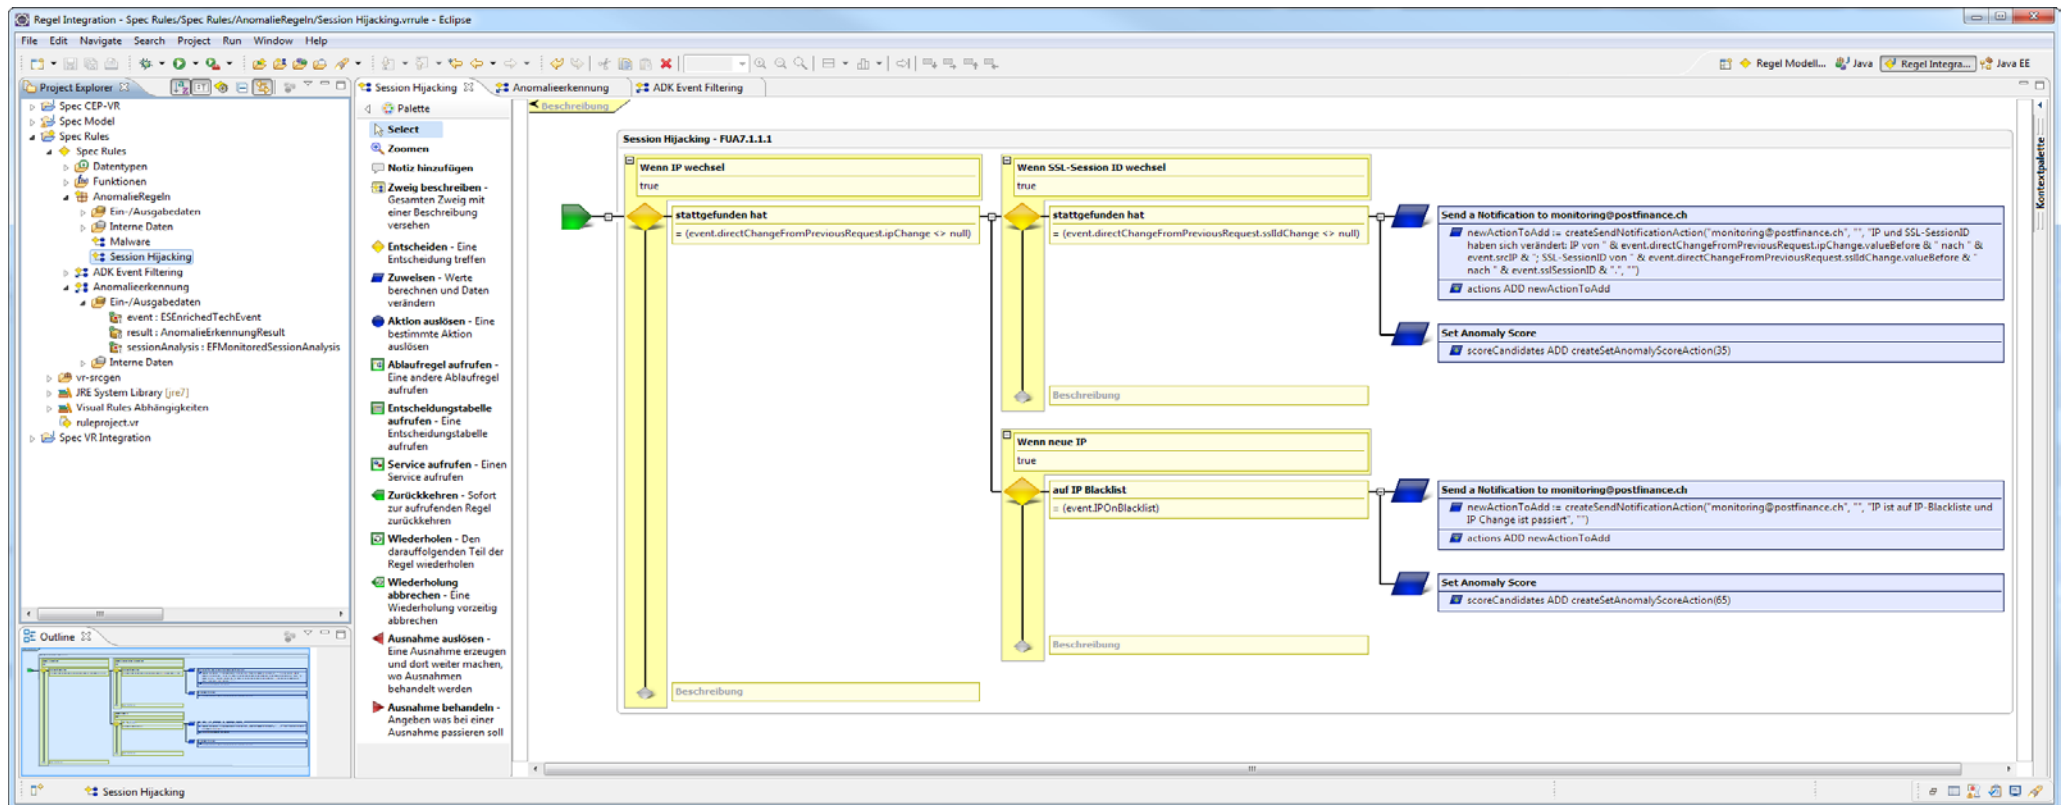 Regel Integration - Spec Rules/Spec Rules/AnomalieRegeln/Session Hijacking.vrrule - Eclipse
File Edit Navigate Search Project Run Window Help
Regel Modell... Java Regel Integra... Java EE
Project Explorer
Spec CEP-VR
Spec Model
Spec Rules
Spec Rules
Datentypen
Funktionen
AnomalieRegeln
Ein-/Ausgabedaten
Interne Daten
Malware
Session Hijacking
ADK Event Filtering
Anomalieerkennung
Ein-/Ausgabedaten
event : ESEnrichedTechEvent
result : AnomalieErkennungResult
sessionAnalysis : EFMonitoredSessionAnalysis
Interne Daten
vr-srcgen
JRE System Library [jre7]
Visual Rules Abhängigkeiten
ruleproject.vr
Spec VR Integration
Outline
Session Hijacking Anomalieerkennung ADK Event Filtering
Palette
Select
Zoomen
Notiz hinzufügen
Zweig beschreiben -
Gesamten Zweig mit
einer Beschreibung
versehen
Entscheiden - Eine
Entscheidung treffen
Zuweisen - Werte
berechnen und Daten
verändern
Aktion auslösen - Eine
bestimmte Aktion
auslösen
Ablaufregel aufrufen -
Eine andere Ablaufregel
aufrufen
Entscheidungstabelle
aufrufen - Eine
Entscheidungstabelle
aufrufen
Service aufrufen - Einen
Service aufrufen
Zurückkehren - Sofort
zur aufrufenden Regel
zurückkehren
Wiederholen - Den
darauffolgenden Teil der
Regel wiederholen
Wiederholung
abbrechen - Eine
Wiederholung vorzeitig
abbrechen
Ausnahme auslösen -
Eine Ausnahme erzeugen
und dort weiter machen,
wo Ausnahmen
behandelt werden
Ausnahme behandeln -
Angeben was bei einer
Ausnahme passieren soll
Beschreibung
Session Hijacking - FUA7.1.1.1
Wenn IP wechsel
true
stattgefunden hat
= (event.directChangeFromPreviousRequest.ipChange <> null)
Beschreibung
Wenn SSL-Session ID wechsel
true
stattgefunden hat
= (event.directChangeFromPreviousRequest.sslIdChange <> null)
Beschreibung
Send a Notification to monitoring@postfinance.ch
newActionToAdd := createSendNotificationAction("monitoring@postfinance.ch", "", "IP und SSL-SessionID
haben sich verändert: IP von " & event.directChangeFromPreviousRequest.ipChange.valueBefore & " nach " &
event.srcIP & "; SSL-SessionID von " & event.directChangeFromPreviousRequest.sslIdChange.valueBefore & "
nach " & event.sslSessionID & ".", "")
actions ADD newActionToAdd
Set Anomaly Score
scoreCandidates ADD createSetAnomalyScoreAction(35)
Wenn neue IP
true
auf IP Blacklist
= (event.IPOnBlacklist)
Beschreibung
Send a Notification to monitoring@postfinance.ch
newActionToAdd := createSendNotificationAction("monitoring@postfinance.ch", "", "IP ist auf IP-Blackliste und
IP Change ist passiert", "")
actions ADD newActionToAdd
Set Anomaly Score
scoreCandidates ADD createSetAnomalyScoreAction(65)
Kontextpalette
Session Hijacking